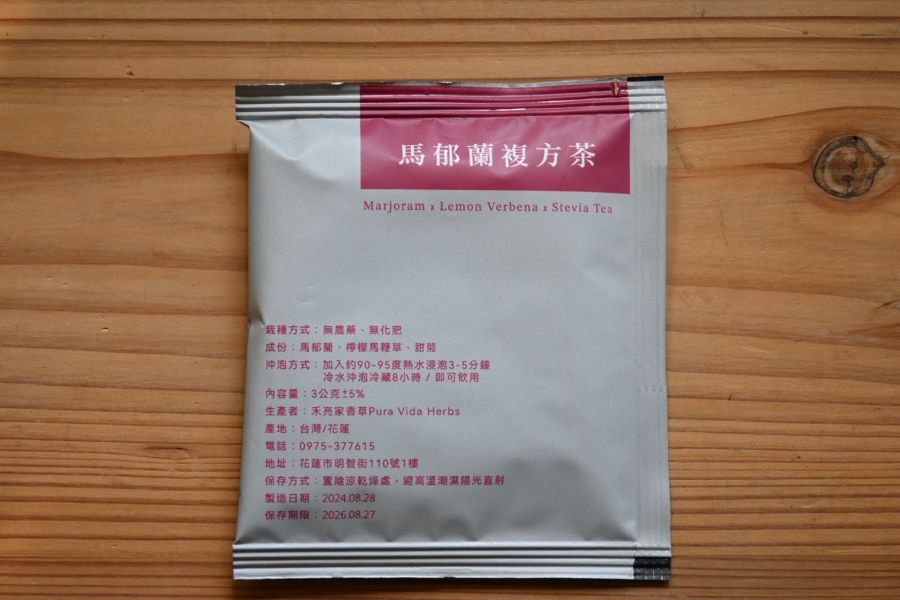 馬郁蘭複方茶
Marjoram x Lemon Verbena x Stevia Tea
栽種方式：無農藥、無化肥
成份：馬郁蘭、檸檬馬鞭草、甜菊
沖泡方式：加入約90-95度熱水浸泡3-5分鐘
冷水沖泡冷藏8小時 / 即可飲用
內容量：3公克±5%
生產者：禾亮家香草Pura Vida Herbs
產地：台灣/花蓮
電話：0975-377615
地址：花蓮市明智街110號1樓
保存方式：置陰涼乾燥處，避高溫潮濕陽光直射
製造日期：2024.08.28
保存期限：2026.08.27